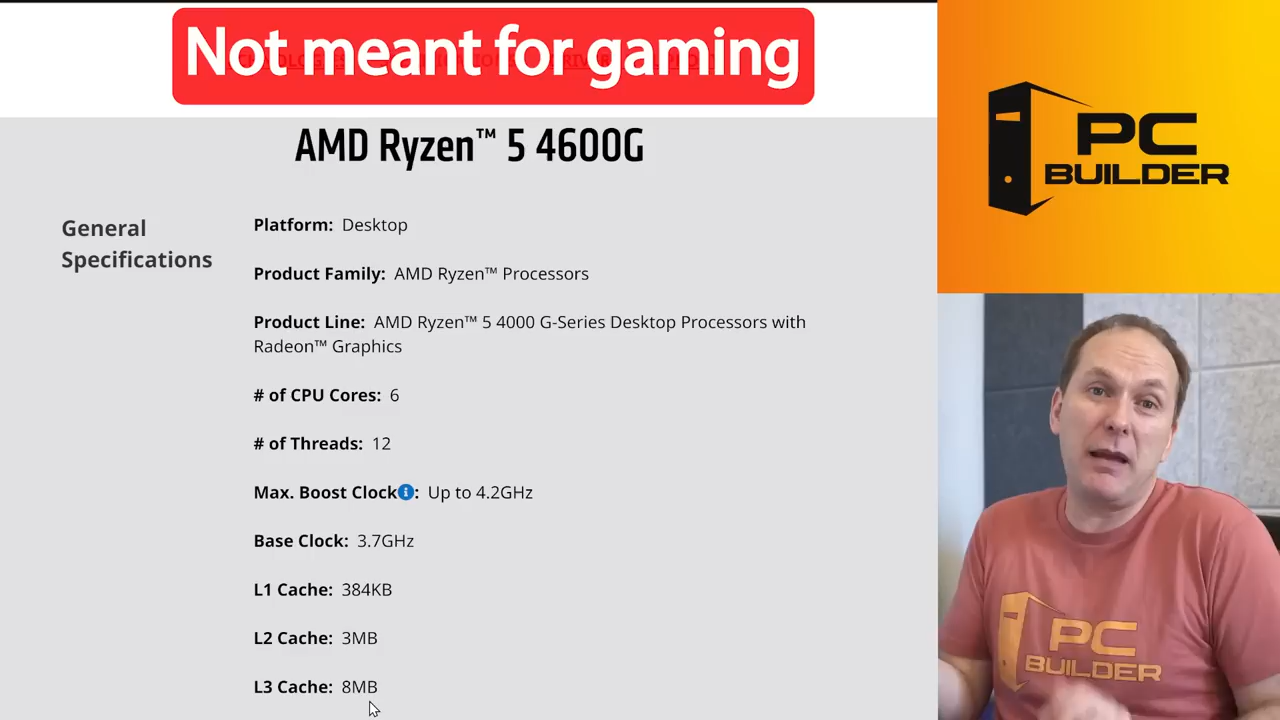 Not meant for gaming
AMD Ryzen™ 5 4600G
General
Specifications
Platform: Desktop
Product Family: AMD Ryzen™ Processors
Product Line: AMD Ryzen™ 5 4000 G-Series Desktop Processors with
Radeon™ Graphics
# of CPU Cores: 6
# of Threads: 12
Max. Boost Clock: Up to 4.2GHz
Base Clock: 3.7GHz
L1 Cache: 384KB
L2 Cache: 3MB
L3 Cache: 8MB
PC
BUILDER
PC
BUILDER